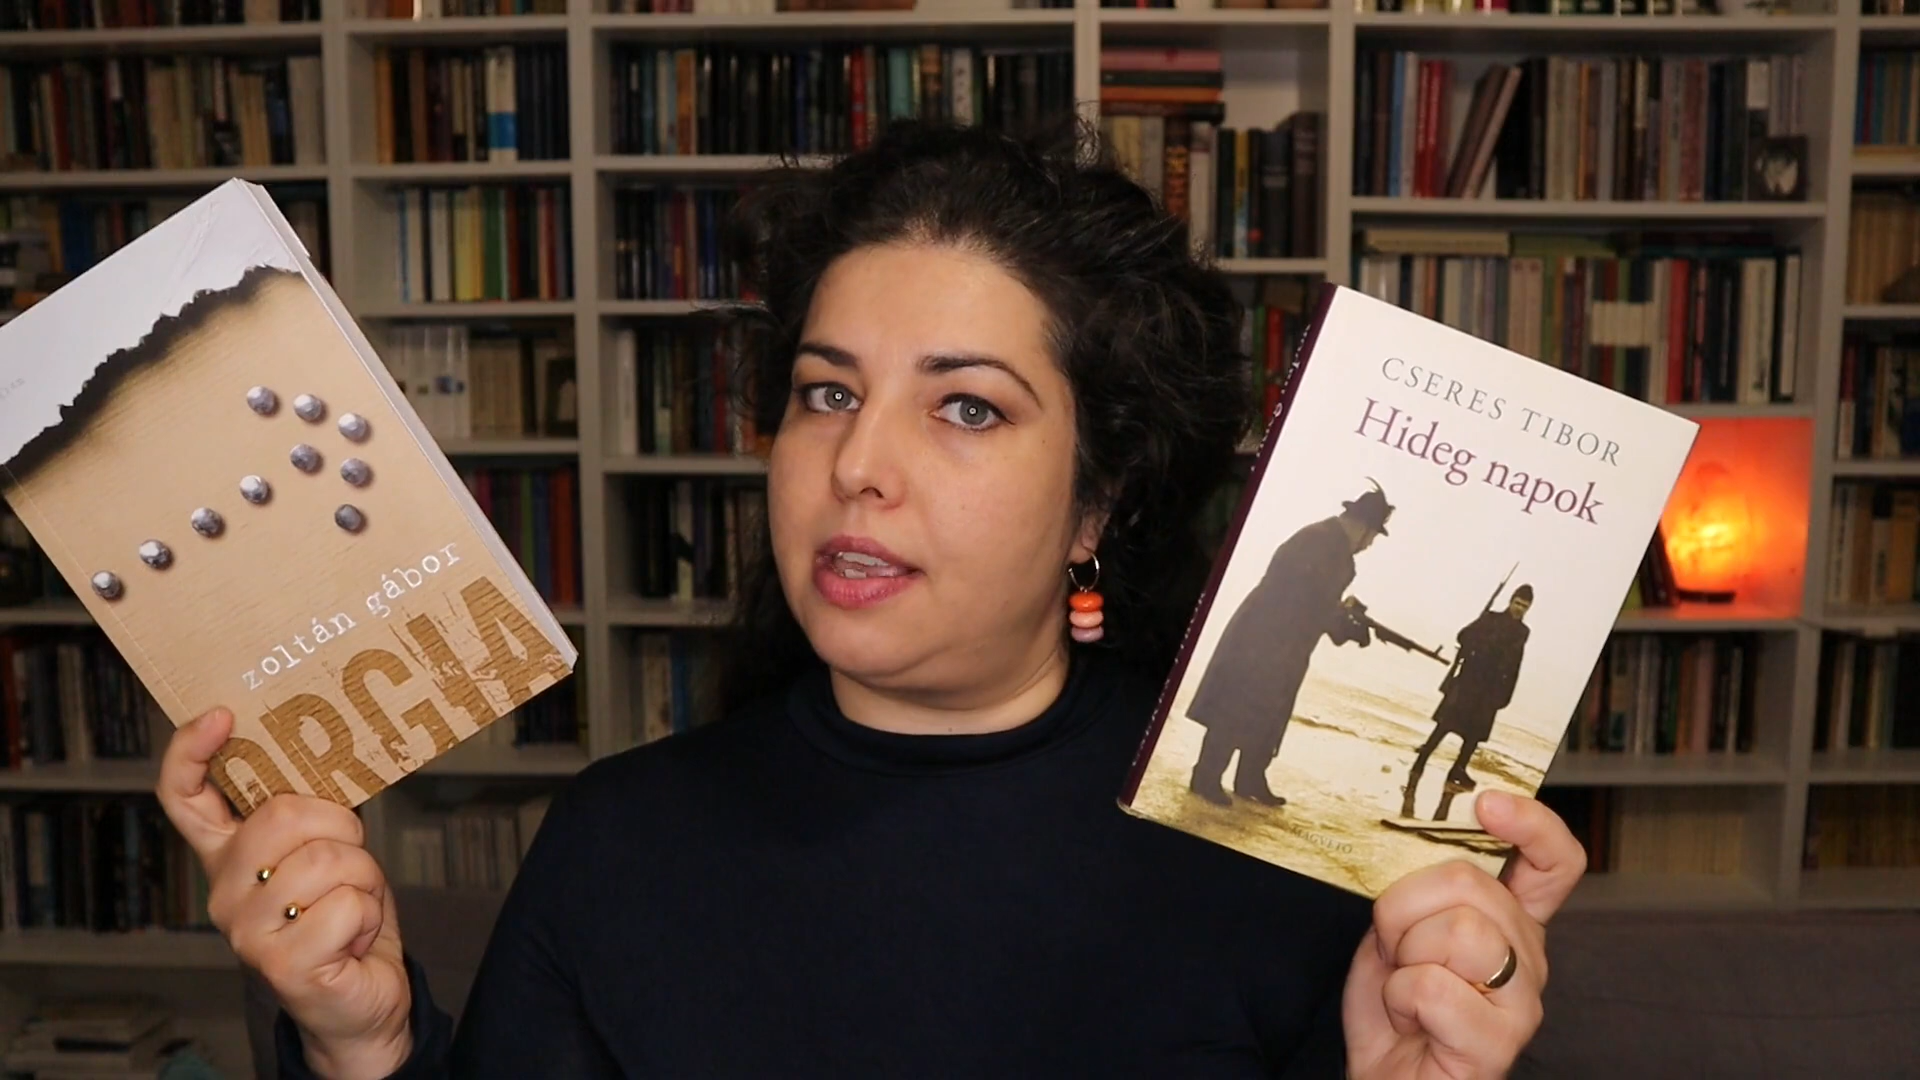 zoltán gábor
ORGIA
CSERES TIBOR
Hideg napok
MAGVETŐ